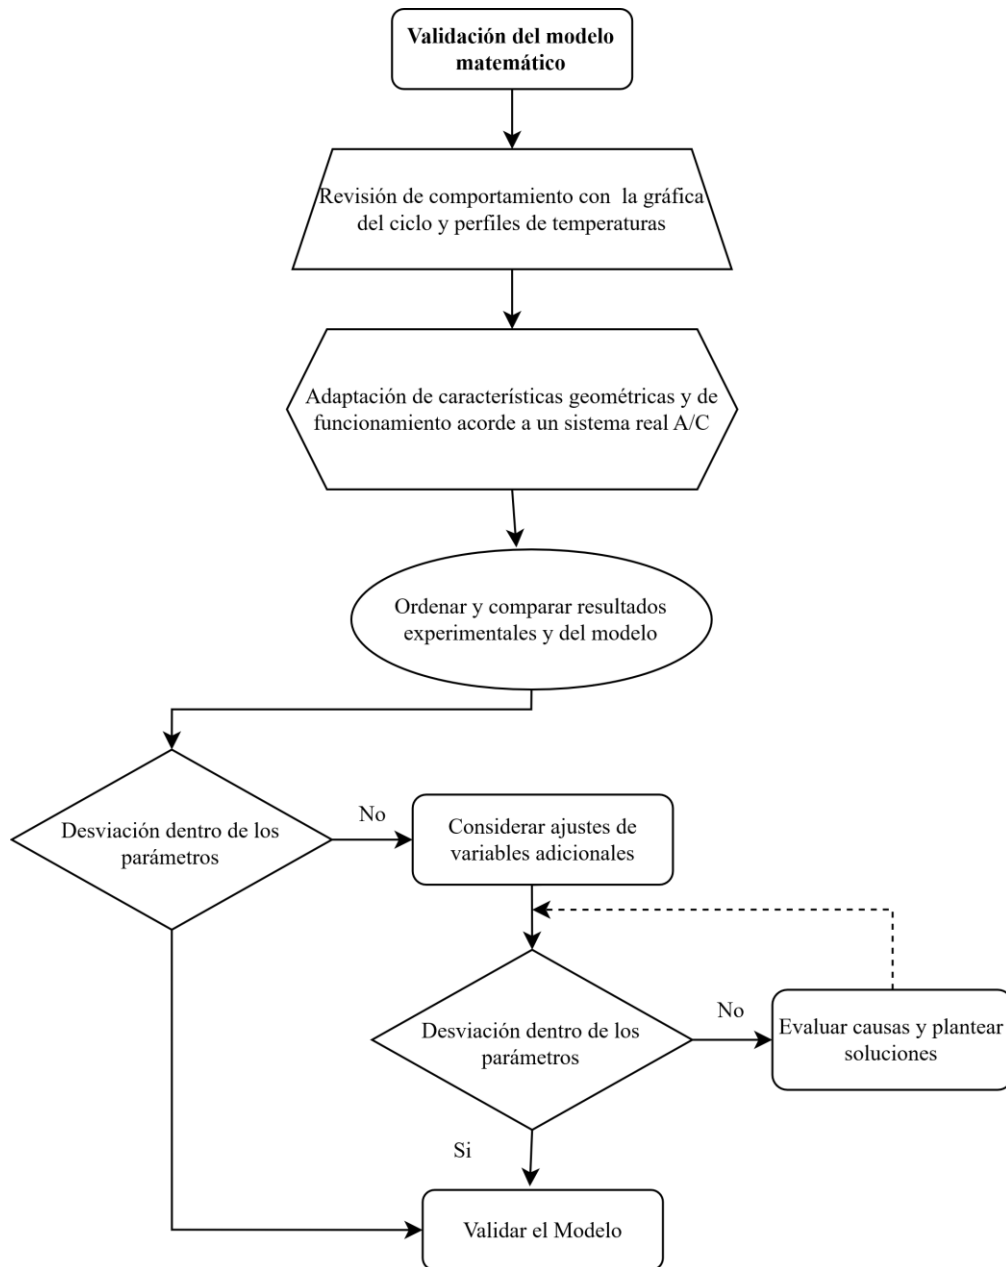 Validación del modelo
matemático
Revisión de comportamiento con  la gráfica
del ciclo y perfiles de temperaturas
Adaptación de características geométricas y de
funcionamiento acorde a un sistema real A/C
Ordenar y comparar resultados
experimentales y del modelo
Desviación dentro de los
parámetros
No
Considerar ajustes de
variables adicionales
Desviación dentro de los
parámetros
No
Evaluar causas y plantear
soluciones
Si
Validar el Modelo